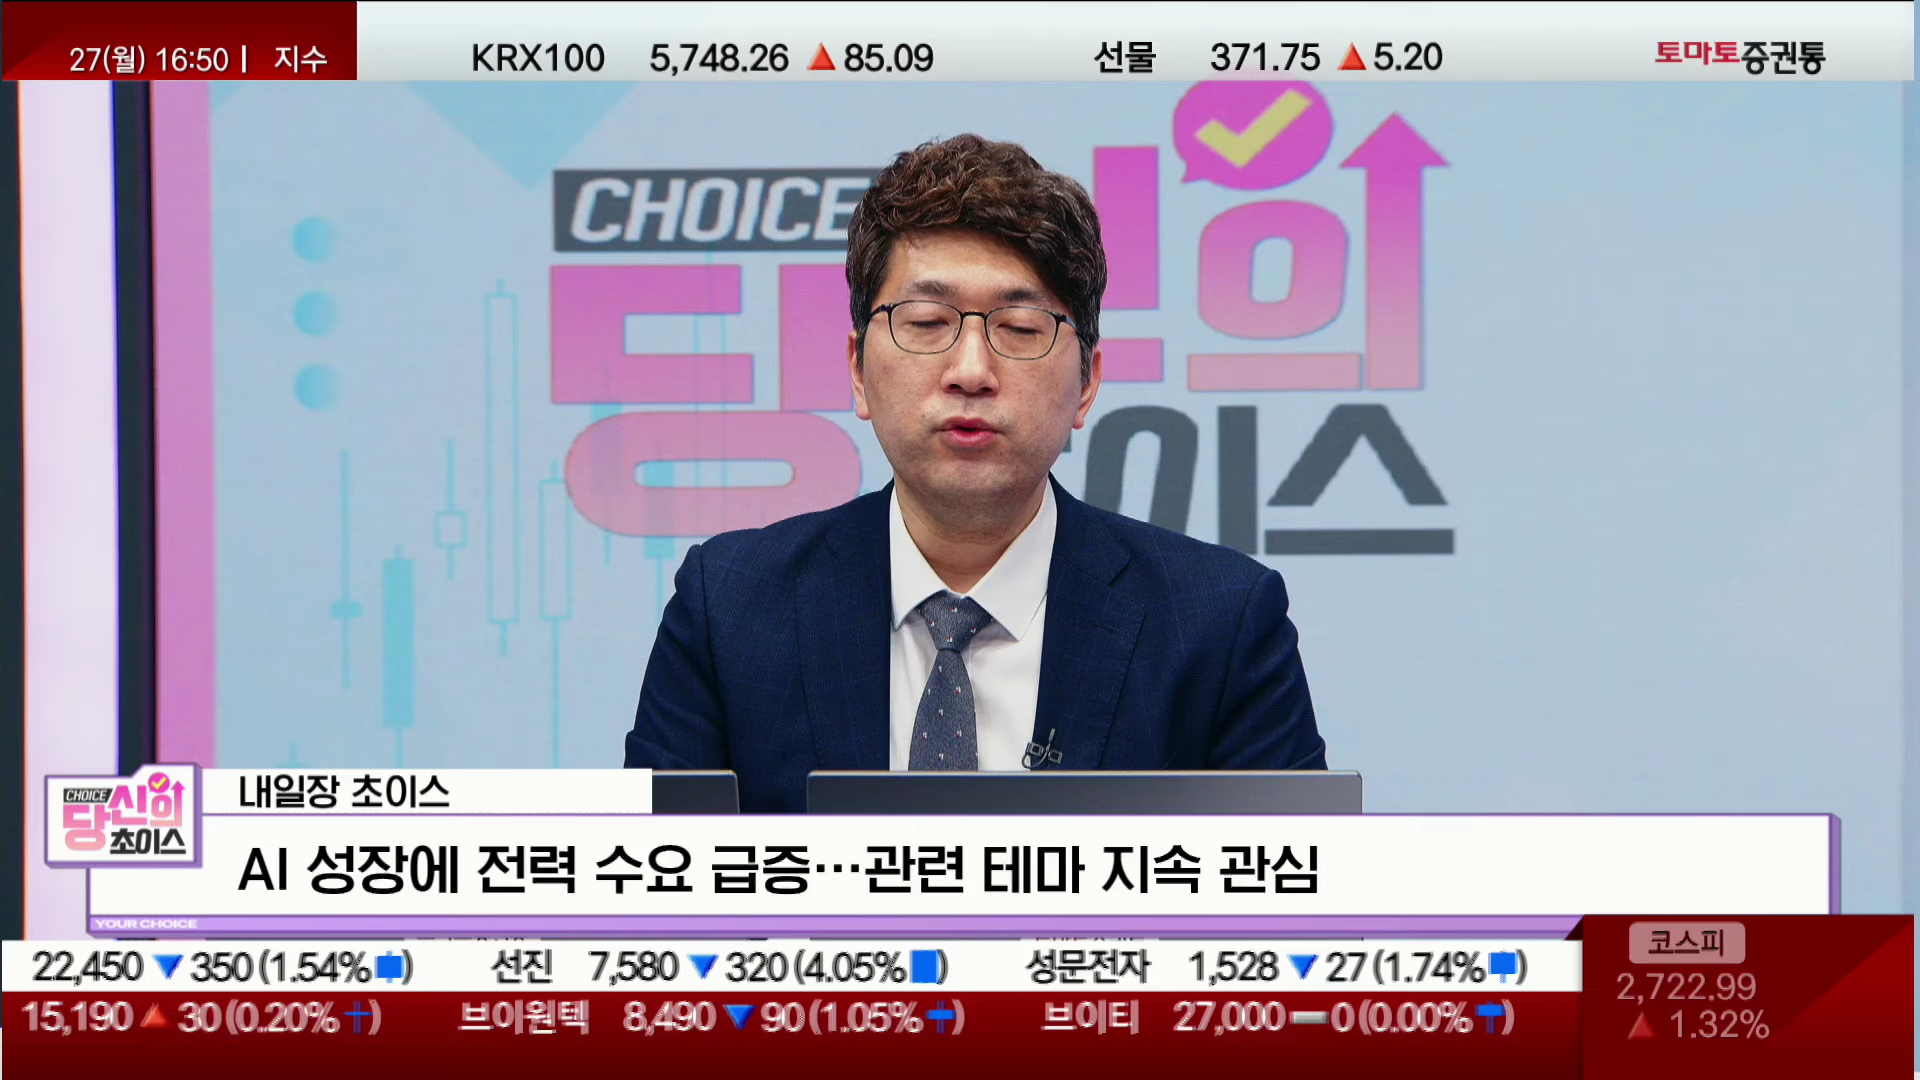 27(월) 16:50 | 지수 KRX100 5,748.26 ▲ 85.09 선물 371.75 ▲ 5.20 토마토증권통
CHOICE
당신의
초이스
CHOICE
당신의
초이스
내일장 초이스
AI 성장에 전력 수요 급증…관련 테마 지속 관심
YOUR CHOICE
22,450 ▼ 350 (1.54%) 선진 7,580 ▼ 320 (4.05%) 성문전자 1,528 ▼ 27 (1.74%)
15,190 ▲ 30 (0.20%) 브이원텍 8,490 ▼ 90 (1.05%) 브이티 27,000 ━ 0 (0.00%)
코스피
2,722.99
▲ 1.32%